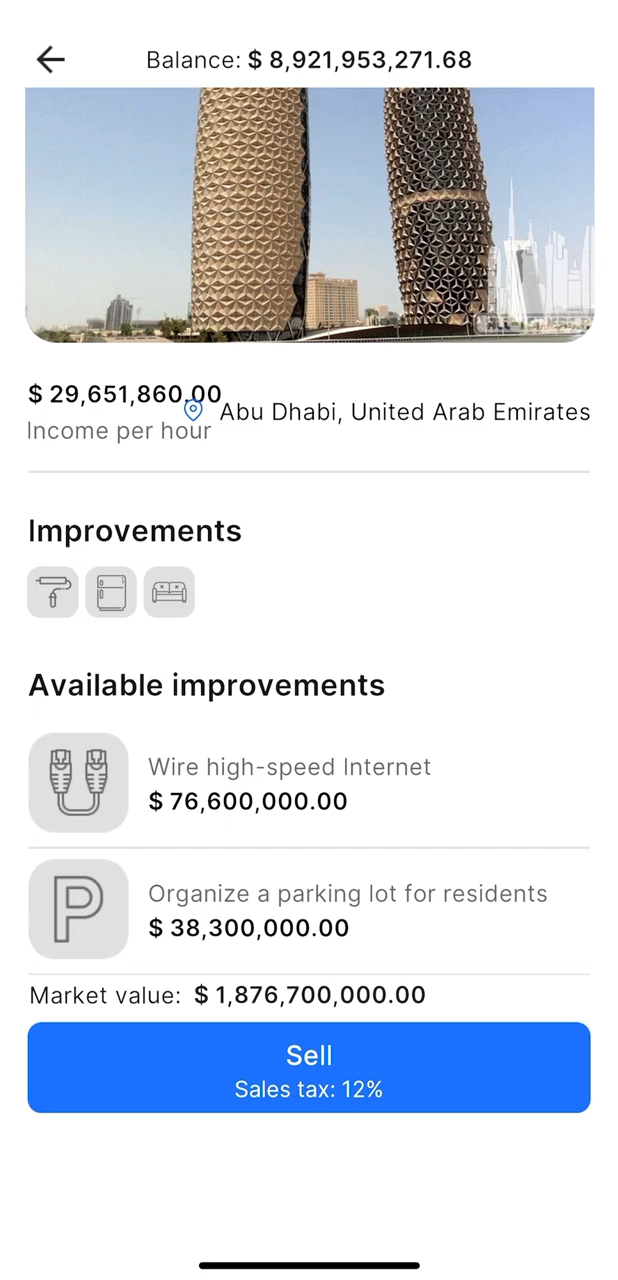 Balance: $ 8,921,953,271.68
$ 29,651,860.00
Income per hour
Abu Dhabi, United Arab Emirates
Improvements
Available improvements
Wire high-speed Internet
$ 76,600,000.00
P
Organize a parking lot for residents
$ 38,300,000.00
Market value: $ 1,876,700,000.00
Sell
Sales tax: 12%